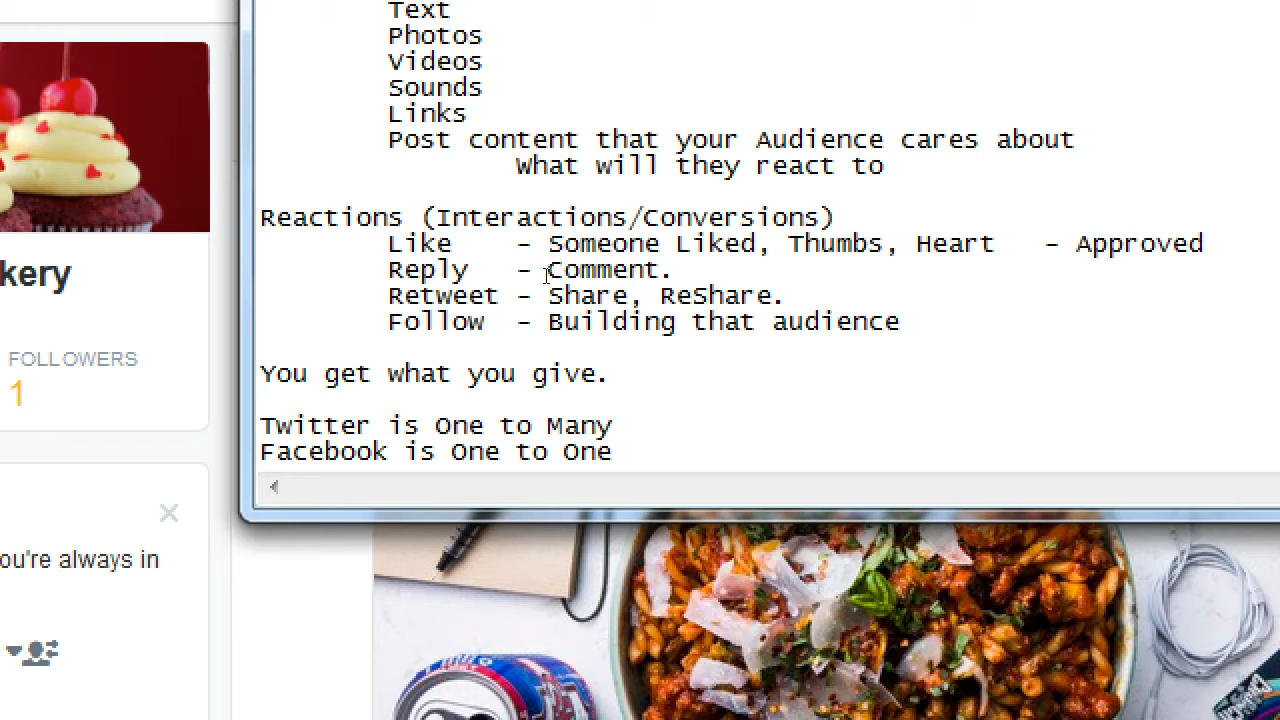 Text
Photos
Videos
Sounds
Links
Post content that your Audience cares about
What will they react to
Reactions (Interactions/Conversions)
Like - Someone Liked, Thumbs, Heart - Approved
Reply - Comment.
Retweet - Share, ReShare.
Follow - Building that audience
You get what you give.
Twitter is One to Many
Facebook is One to One
kery
FOLLOWERS
1
ou're always in